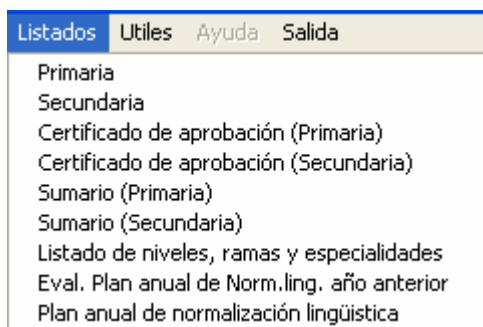 Listados Utiles Ayuda Salida
Primaria
Secundaria
Certificado de aprobación (Primaria)
Certificado de aprobación (Secundaria)
Sumario (Primaria)
Sumario (Secundaria)
Listado de niveles, ramas y especialidades
Eval. Plan anual de Norm.ling. año anterior
Plan anual de normalización lingüistica